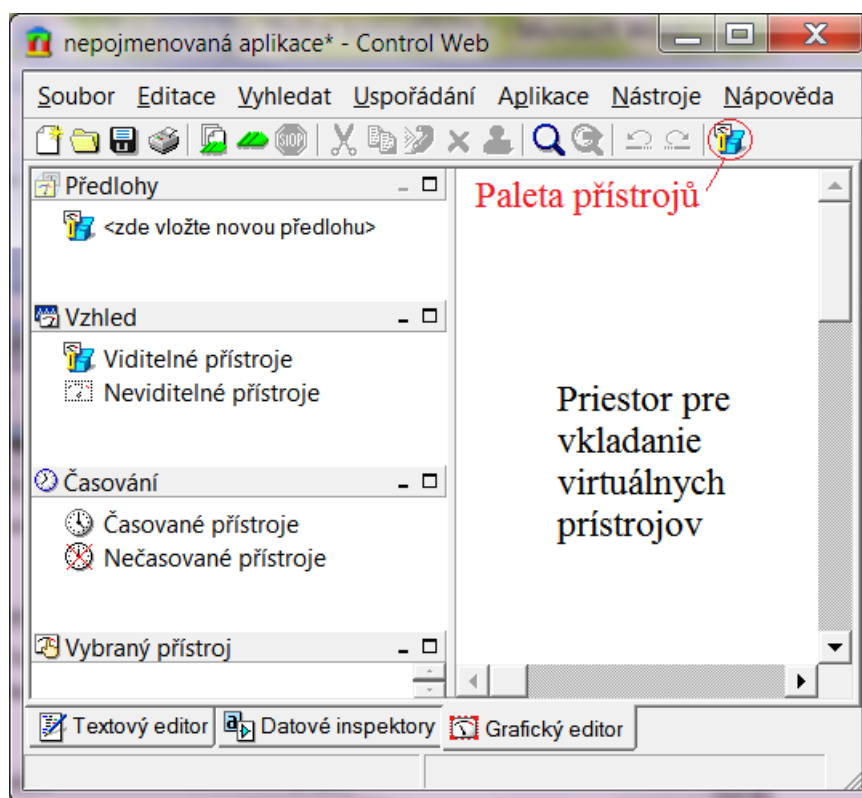 nepojmenovaná aplikace* - Control Web
Soubor Editace Vyhledat Uspořádání Aplikace Nástroje Nápověda
STOP
Předlohy
<zde vložte novou předlohu>
Vzhled
Viditelné přístroje
Neviditelné přístroje
Časování
Časované přístroje
Nečasované přístroje
Vybraný přístroj
Paleta přístrojů
Priestor pre
vkladanie
virtuálnych
prístrojov
Textový editor Datové inspektory Grafický editor